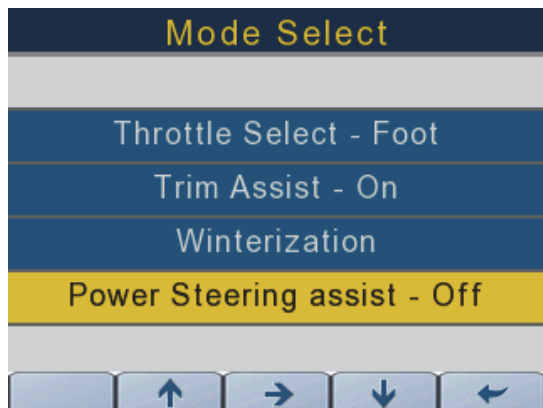 Mode Select
Throttle Select - Foot
Trim Assist - On
Winterization
Power Steering assist - Off